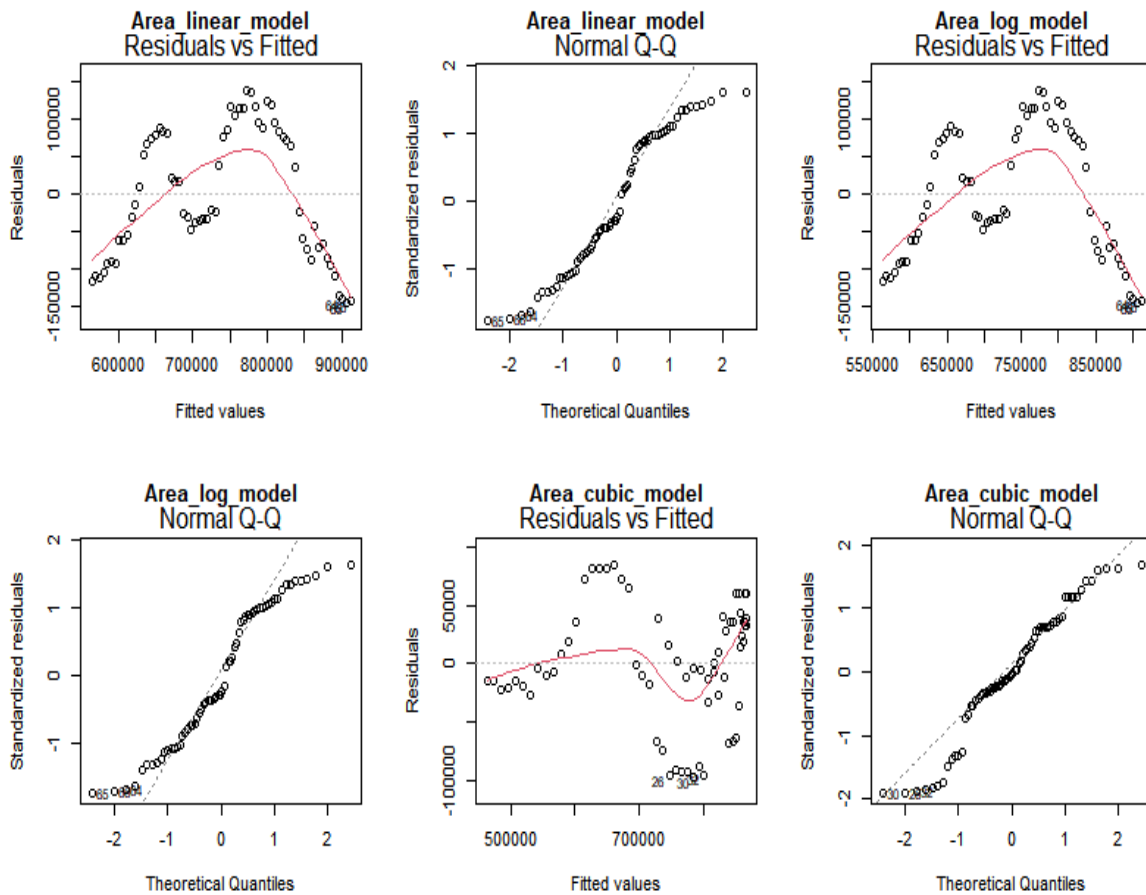 Area_linear_model
Residuals vs Fitted
Residuals
100000
0
-150000
600000 700000 800000 900000
Fitted values
Area_linear_model
Normal Q-Q
Standardized residuals
2
1
-1
65
-2 -1 0 1 2
Theoretical Quantiles
Area_log_model
Residuals vs Fitted
Residuals
100000
0
-150000
550000 650000 750000 850000
Fitted values
Area_log_model
Normal Q-Q
Standardized residuals
2
1
0
-1
65
-2 -1 0 1 2
Theoretical Quantiles
Area_cubic_model
Residuals vs Fitted
Residuals
50000
0
-100000
26 30
500000 700000
Fitted values
Area_cubic_model
Normal Q-Q
Standardized residuals
2
1
0
-1
-2
30
-2 -1 0 1 2
Theoretical Quantiles